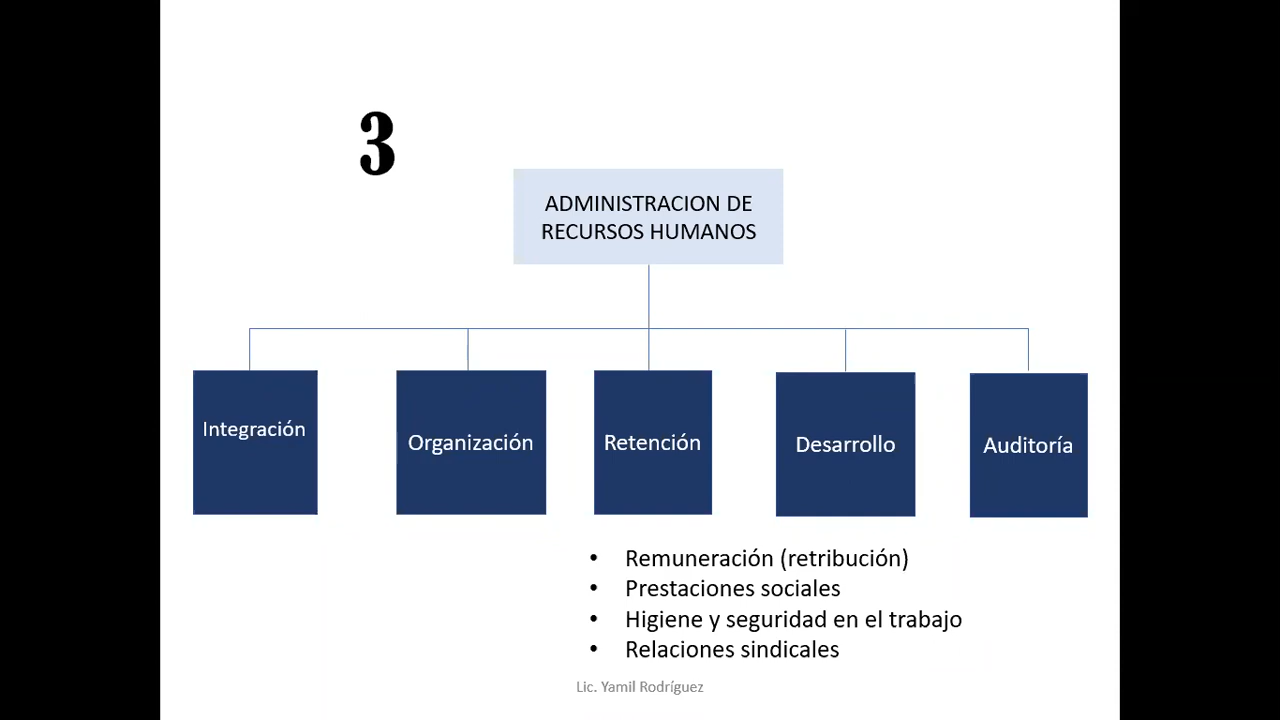 3
ADMINISTRACION DE
RECURSOS HUMANOS
Integración
Organización
Retención
Desarrollo
Auditoría
• Remuneración (retribución)
• Prestaciones sociales
• Higiene y seguridad en el trabajo
• Relaciones sindicales
Lic. Yamil Rodríguez